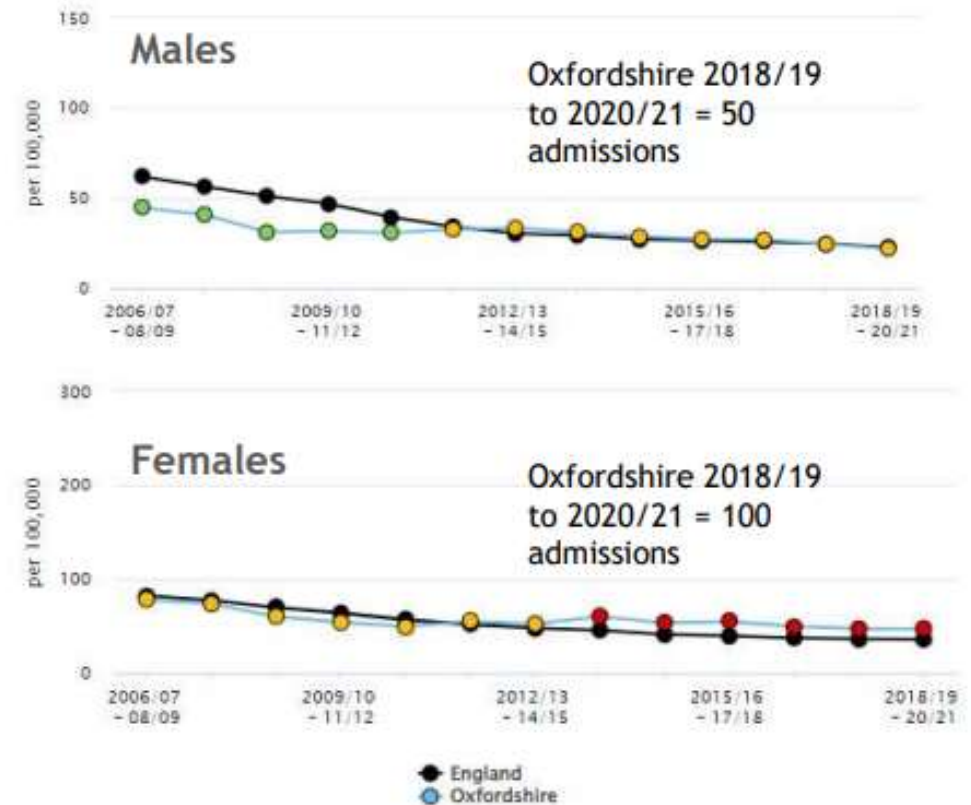 150
Males
Oxfordshire 2018/19
to 2020/21 = 50
admissions
100
per 100,000
50
0
2006/07
- 08/09
2009/10
- 11/12
2012/13
- 14/15
2015/16
- 17/18
2018/19
- 20/21
300
Females
Oxfordshire 2018/19
to 2020/21 = 100
admissions
200
per 100,000
100
0
2006/07
- 08/09
2009/10
- 11/12
2012/13
- 14/15
2015/16
- 17/18
2018/19
- 20/21
England
Oxfordshire